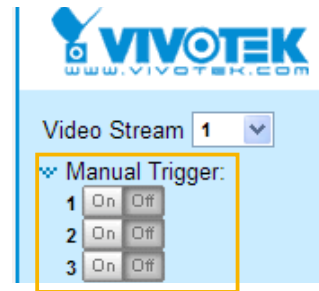 VIVOTEK
www.vivotek.com
Video Stream 1
Manual Trigger:
1 On Off
2 On Off
3 On Off